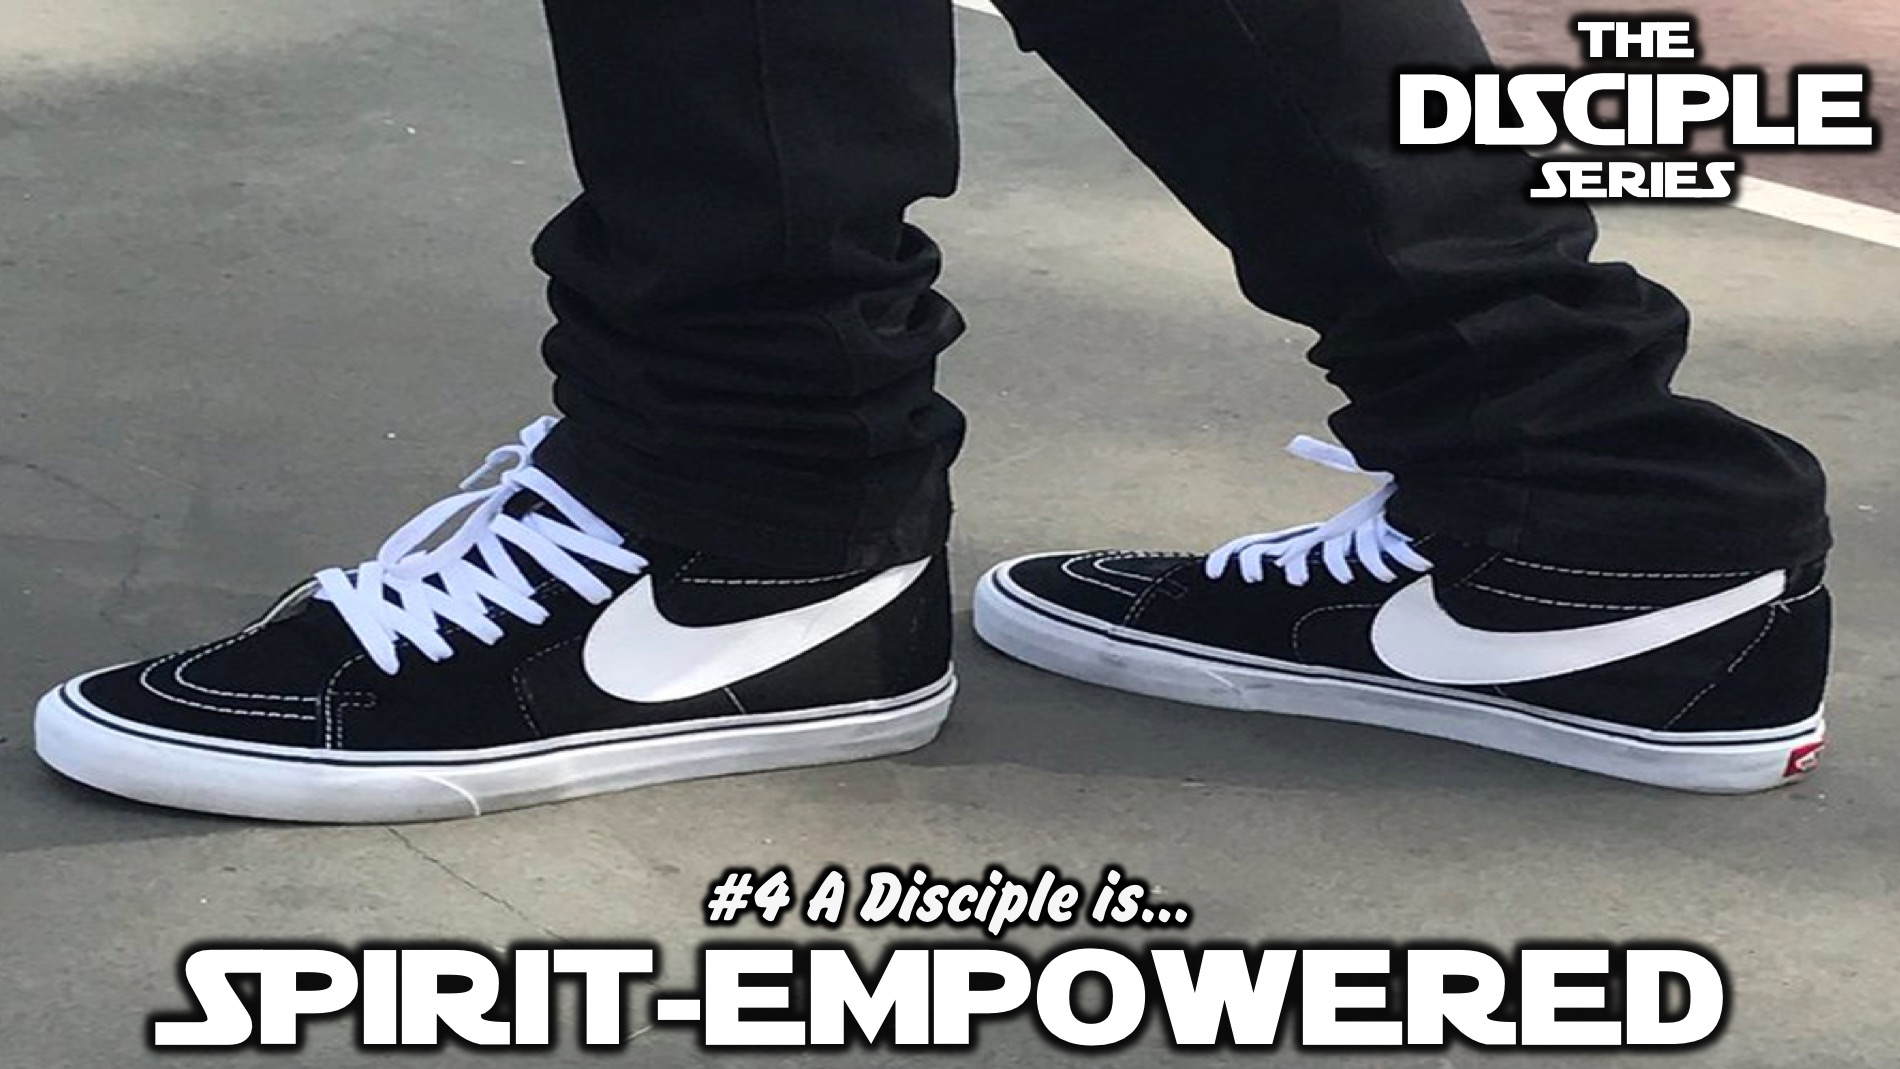 THE
DISCIPLE
SERIES
#4 A Disciple is...
SPIRIT-EMPOWERED